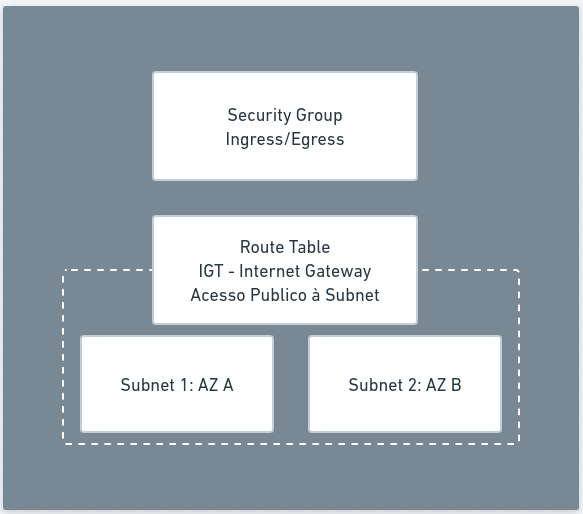 Security Group
Ingress/Egress
Route Table
IGT - Internet Gateway
Acesso Publico à Subnet
Subnet 1: AZ A
Subnet 2: AZ B